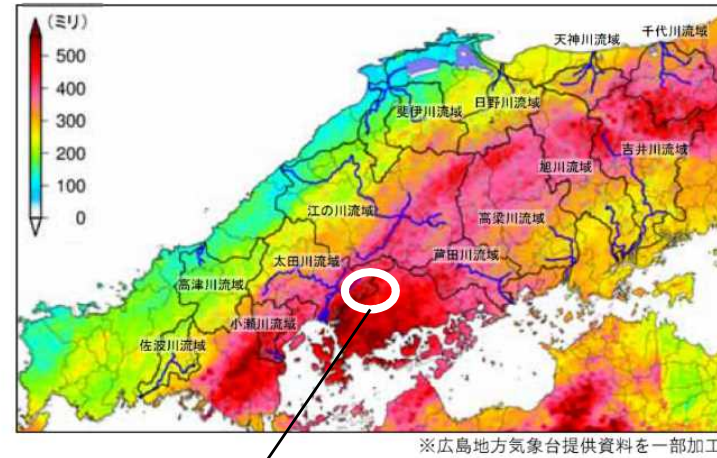 (ミリ)
500
400
300
200
100
0
千代川流域
天神川流域
日野川流域
斐伊川流域
吉井川流域
旭川流域
江の川流域
高梁川流域
太田川流域
芦田川流域
高津川流域
小瀬川流域
佐波川流域
※広島地方気象台提供資料を一部加工